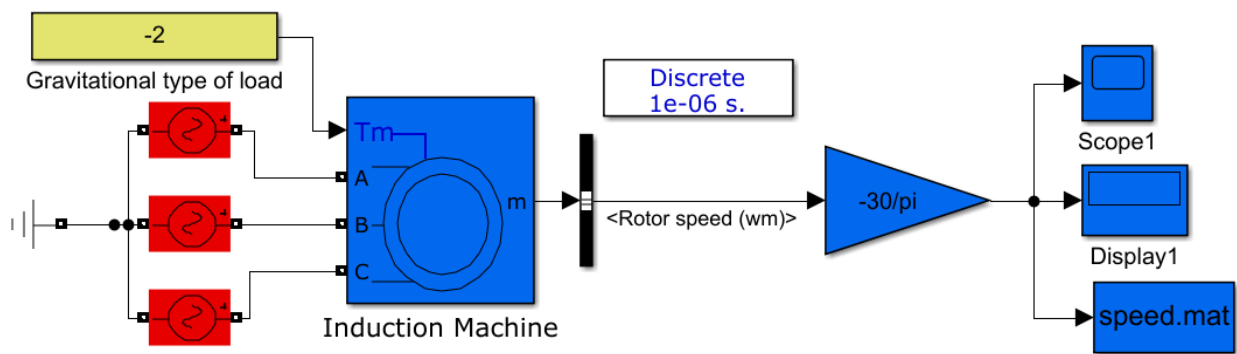 -2
Gravitational type of load
Discrete
1e-06 s.
Tm
A
B
C
m
Induction Machine
<Rotor speed (wm)>
-30/pi
Scope1
Display1
speed.mat
+
+
+